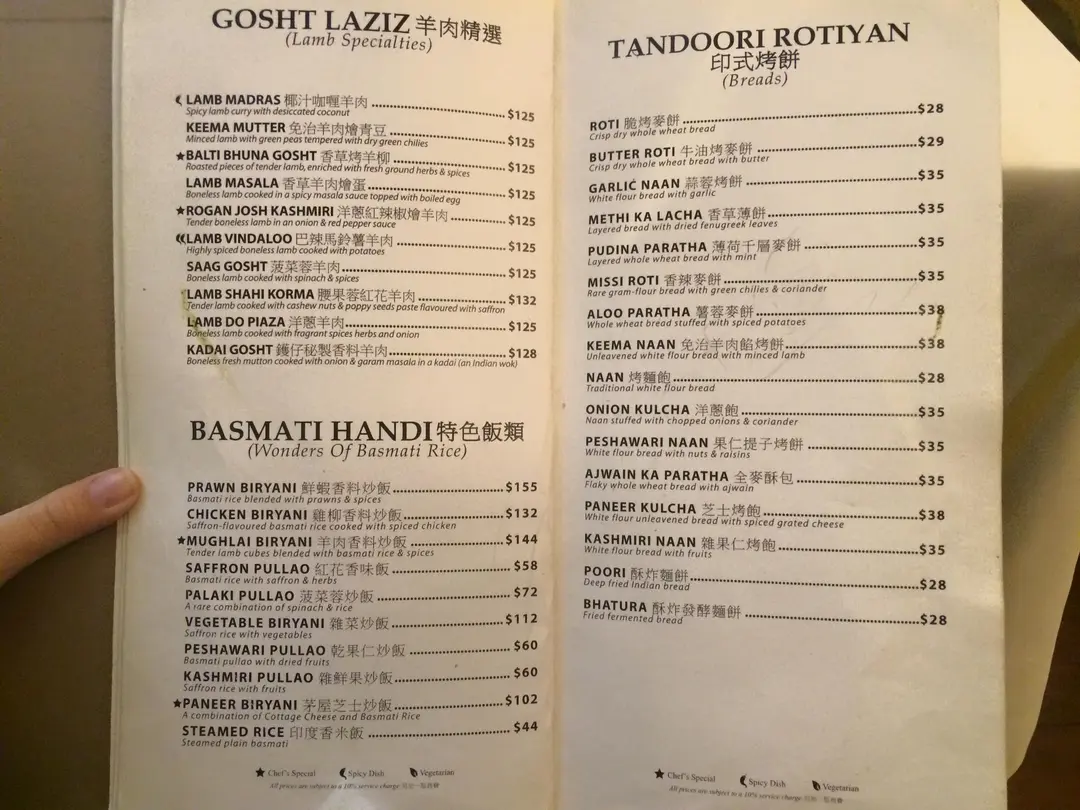 GOSHT LAZIZ 羊肉精選
(Lamb Specialties)
LAMB MADRAS 椰汁咖喱羊肉 $125
Spicy lamb curry with desiccated coconut
KEEMA MUTTER 免治羊肉燴青豆 $125
Minced lamb with green peas tempered with dry green chilies
★BALTI BHUNA GOSHT 香草烤羊柳 $125
Roasted pieces of tender lamb, enriched with fresh ground herbs & spices
LAMB MASALA 香草羊肉燴蛋 $125
Boneless lamb cooked in a spicy masala sauce topped with boiled egg
★ROGAN JOSH KASHMIRI 洋蔥紅辣椒燴羊肉 $125
Tender boneless lamb in an onion & red pepper sauce
LAMB VINDALOO 巴辣馬鈴薯羊肉 $125
Highly spiced boneless lamb cooked with potatoes
SAAG GOSHT 菠菜蓉羊肉 $125
Boneless lamb cooked with spinach & spices
LAMB SHAHI KORMA 腰果蓉紅花羊肉 $132
Tender lamb cooked with cashew nuts & poppy seeds paste flavoured with saffron
LAMB DO PIAZA 洋蔥羊肉 $125
Boneless lamb cooked with fragrant spices herbs and onion
KADAI GOSHT 鑊仔秘製香料羊肉 $128
Boneless fresh mutton cooked with onion & garam masala in a kadai (an Indian wok)
BASMATI HANDI 特色飯類
(Wonders Of Basmati Rice)
PRAWN BIRYANI 鮮蝦香料炒飯 $155
Basmati rice blended with prawns & spices
CHICKEN BIRYANI 雞柳香料炒飯 $132
Saffron-flavoured basmati rice cooked with spiced chicken
★MUGHLAI BIRYANI 羊肉香料炒飯 $144
Tender lamb cubes blended with basmati rice & spices
SAFFRON PULLAO 紅花香味飯 $58
Basmati rice with saffron & herbs
PALAKI PULLAO 菠菜蓉炒飯 $72
A rare combination of spinach & rice
VEGETABLE BIRYANI 雜菜炒飯 $112
Saffron rice with vegetables
PESHAWARI PULLAO 乾果仁炒飯 $60
Basmati pullao with dried fruits
KASHMIRI PULLAO 雜鮮果炒飯 $60
Saffron rice with fruits
★PANEER BIRYANI 茅屋芝士炒飯 $102
A combination of Cottage Cheese and Basmati Rice
STEAMED RICE 印度香米飯 $44
Steamed plain basmati
★ Chef's Special Spicy Dish Vegetarian
All prices are subject to a 10% service charge 另加一服務費
TANDOORI ROTIYAN
印式烤餅
(Breads)
ROTI 脆烤麥餅 $28
Crisp dry whole wheat bread
BUTTER ROTI 牛油烤麥餅 $29
Crisp dry whole wheat bread with butter
GARLIC NAAN 蒜蓉烤餅 $35
White flour bread with garlic
METHI KA LACHA 香草薄餅 $35
Layered bread with dried fenugreek leaves
PUDINA PARATHA 薄荷千層麥餅 $35
Layered whole wheat bread with mint
MISSI ROTI 香辣麥餅 $35
Rare gram-flour bread with green chilies & coriander
ALOO PARATHA 薯蓉麥餅 $38
Whole wheat bread stuffed with spiced potatoes
KEEMA NAAN 免治羊肉餡烤餅 $38
Unleavened white flour bread with minced lamb
NAAN 烤麵飽 $28
Traditional white flour bread
ONION KULCHA 洋蔥飽 $35
Naan stuffed with chopped onions & coriander
PESHAWARI NAAN 果仁提子烤餅 $35
White flour bread with nuts & raisins
AJWAIN KA PARATHA 全麥酥包 $35
Flaky whole wheat bread with ajwain
PANEER KULCHA 芝士烤飽 $38
White flour unleavened bread with spiced grated cheese
KASHMIRI NAAN 雜果仁烤飽 $35
White flour bread with fruits
POORI 酥炸麵餅 $28
Deep fried Indian bread
BHATURA 酥炸發酵麵餅 $28
Fried fermented bread
★ Chef's Special Spicy Dish Vegetarian
All prices are subject to a 10% service charge 另加一服務費